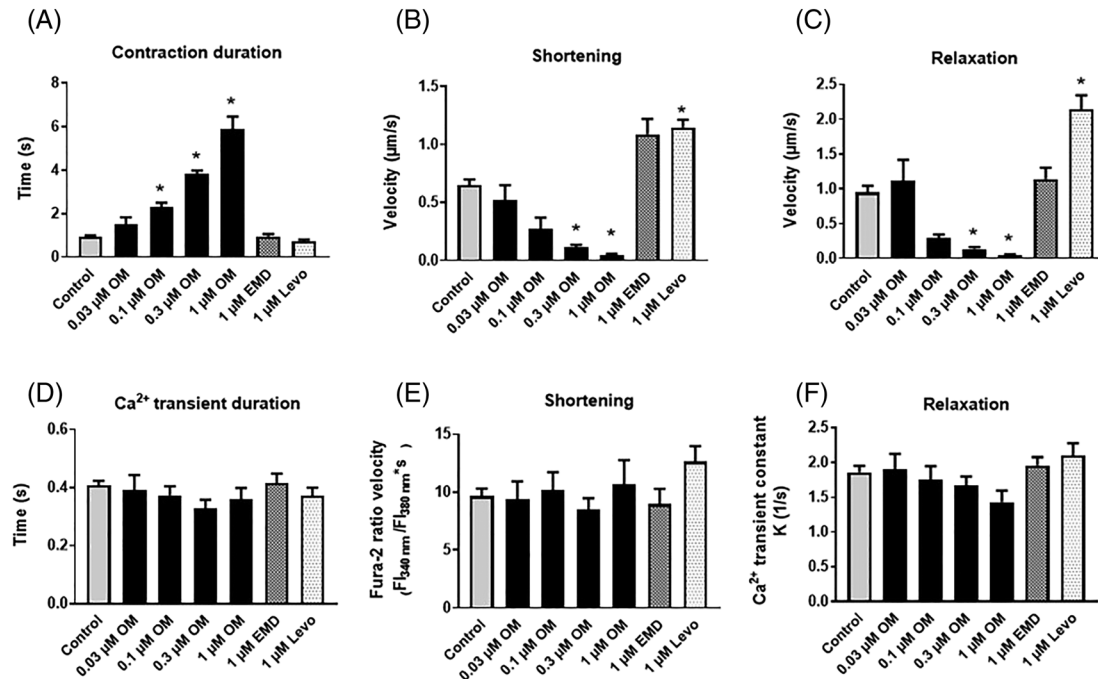 (A)
Contraction duration
Time (s)
8
6
4
2
0
*
*
*
Control
0.03 µM OM
0.1 µM OM
0.3 µM OM
1 µM OM
1 µM EMD
1 µM Levo
(B)
Shortening
Velocity (µm/s)
1.5
1.0
0.5
0.0
*
*
*
Control
0.03 µM OM
0.1 µM OM
0.3 µM OM
1 µM OM
1 µM EMD
1 µM Levo
(C)
Relaxation
Velocity (µm/s)
2.5
2.0
1.5
1.0
0.5
0.0
*
*
*
Control
0.03 µM OM
0.1 µM OM
0.3 µM OM
1 µM OM
1 µM EMD
1 µM Levo
(D)
Ca²⁺ transient duration
Time (s)
0.6
0.4
0.2
0.0
Control
0.03 µM OM
0.1 µM OM
0.3 µM OM
1 µM OM
1 µM EMD
1 µM Levo
(E)
Shortening
Fura-2 ratio velocity
(FI340 nm/FI380 nm*s)
15
10
5
0
Control
0.03 µM OM
0.1 µM OM
0.3 µM OM
1 µM OM
1 µM EMD
1 µM Levo
(F)
Relaxation
Ca²⁺ transient constant
K (1/s)
2.5
2.0
1.5
1.0
0.5
0.0
Control
0.03 µM OM
0.1 µM OM
0.3 µM OM
1 µM OM
1 µM EMD
1 µM Levo